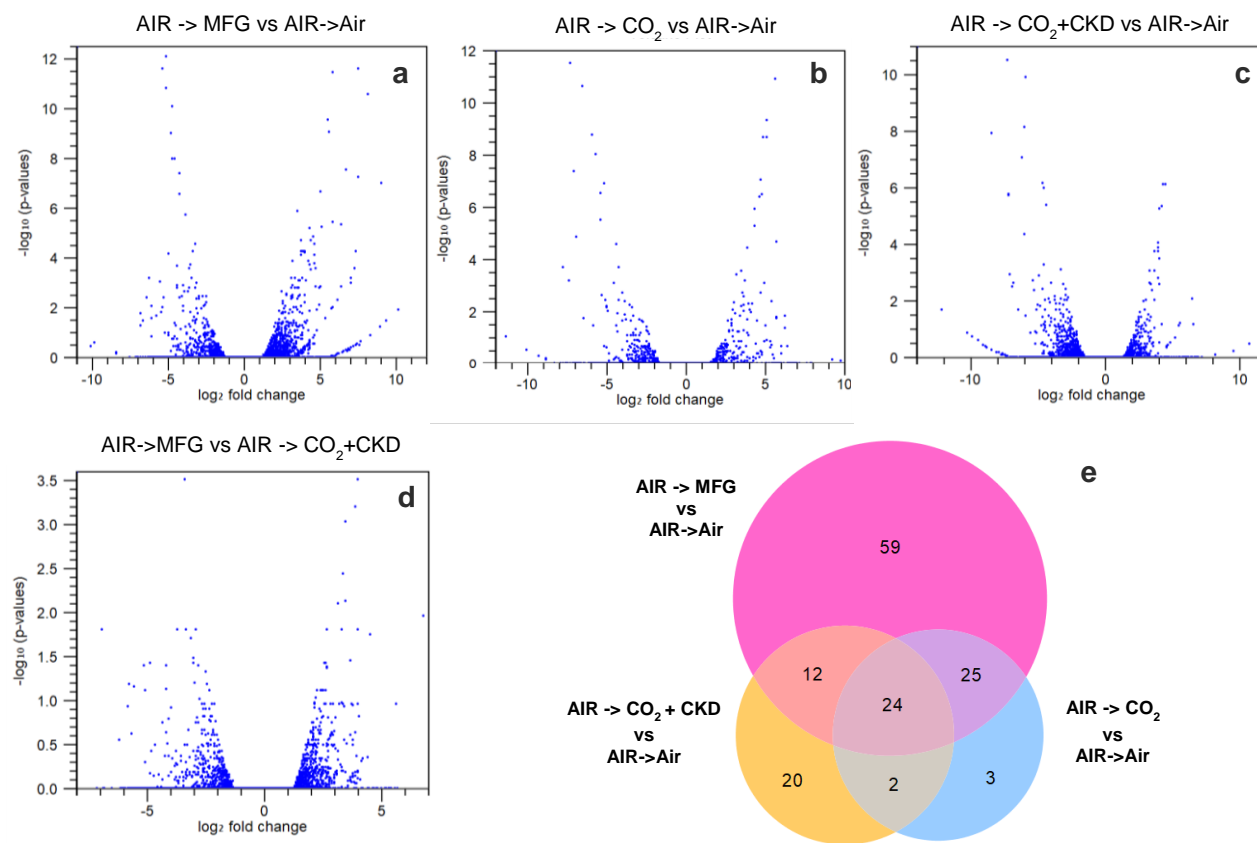 AIR -> MFG vs AIR->Air
a
12
10
8
6
4
2
0
-log₁₀ (p-values)
-10
-5
0
5
10
log₂ fold change
AIR -> CO₂ vs AIR->Air
b
12
10
8
6
4
2
0
-log₁₀ (p-values)
-10
-5
0
5
10
log₂ fold change
AIR -> CO₂+CKD vs AIR->Air
c
10
8
6
4
2
0
-log₁₀ (p-values)
-10
0
10
log₂ fold change
AIR->MFG vs AIR -> CO₂+CKD
d
3.5
3.0
2.5
2.0
1.5
1.0
0.5
0.0
-log₁₀ (p-values)
-5
0
5
log₂ fold change
e
AIR -> MFG
vs
AIR->Air
59
12
25
24
AIR -> CO₂ + CKD
vs
AIR->Air
AIR -> CO₂
vs
AIR->Air
20
2
3